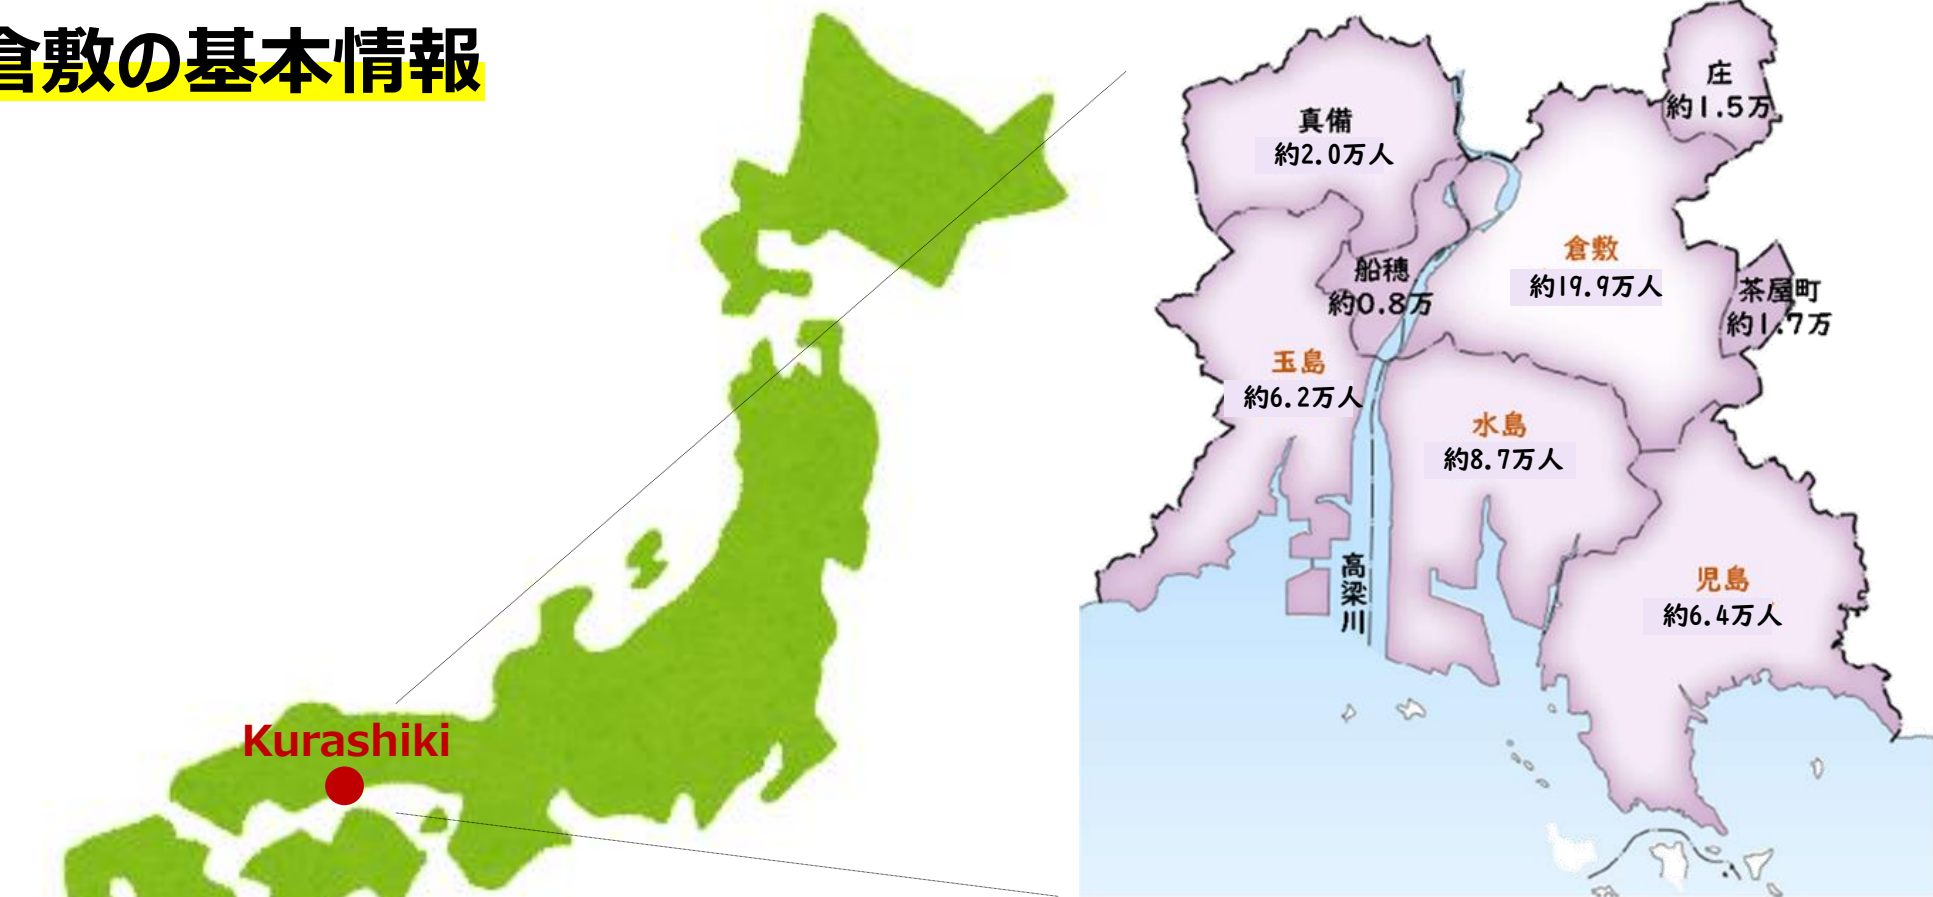 倉敷の基本情報
Kurashiki
庄
約1.5万
真備
約2.0万人
倉敷
約19.9万人
船穂
約0.8万
茶屋町
約1.7万
玉島
約6.2万人
水島
約8.7万人
高梁川
児島
約6.4万人